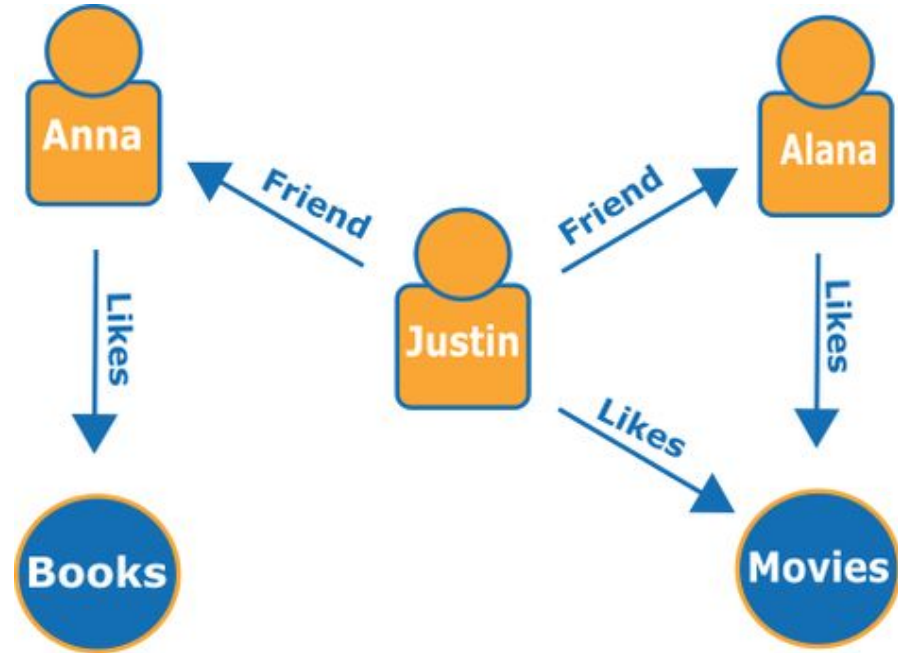 Anna
Alana
Friend
Friend
Justin
Likes
Likes
Likes
Books
Movies